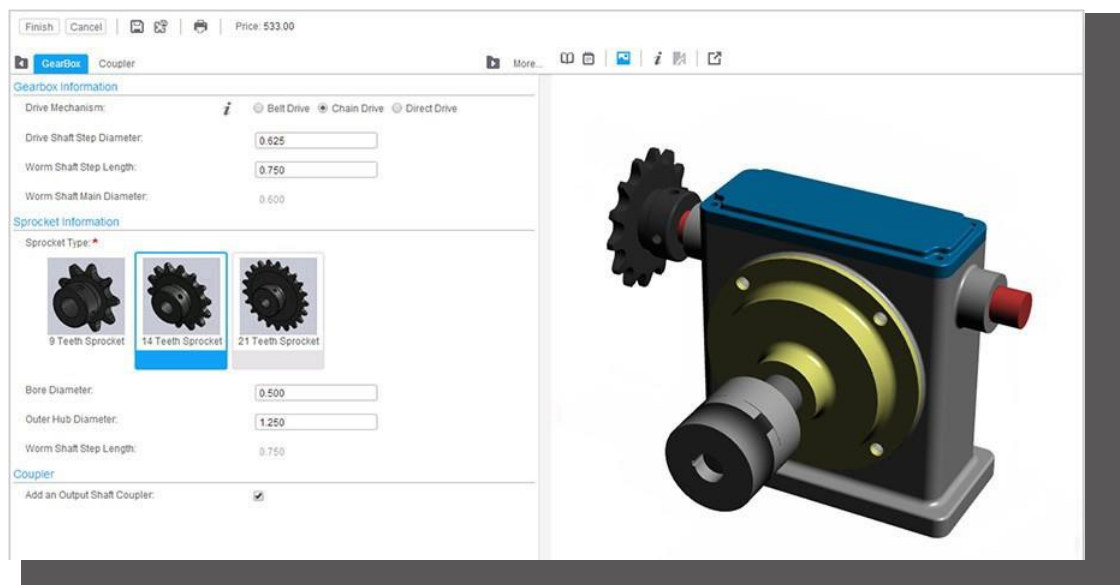 Finish Cancel Price: 533.00
GearBox Coupler More...
Gearbox Information
Drive Mechanism: i Belt Drive Chain Drive Direct Drive
Drive Shaft Step Diameter: 0.625
Worm Shaft Step Length: 0.750
Worm Shaft Main Diameter: 0.600
Sprocket Information
Sprocket Type: *
9 Teeth Sprocket 14 Teeth Sprocket 21 Teeth Sprocket
Bore Diameter: 0.500
Outer Hub Diameter: 1.250
Worm Shaft Step Length: 0.750
Coupler
Add an Output Shaft Coupler: